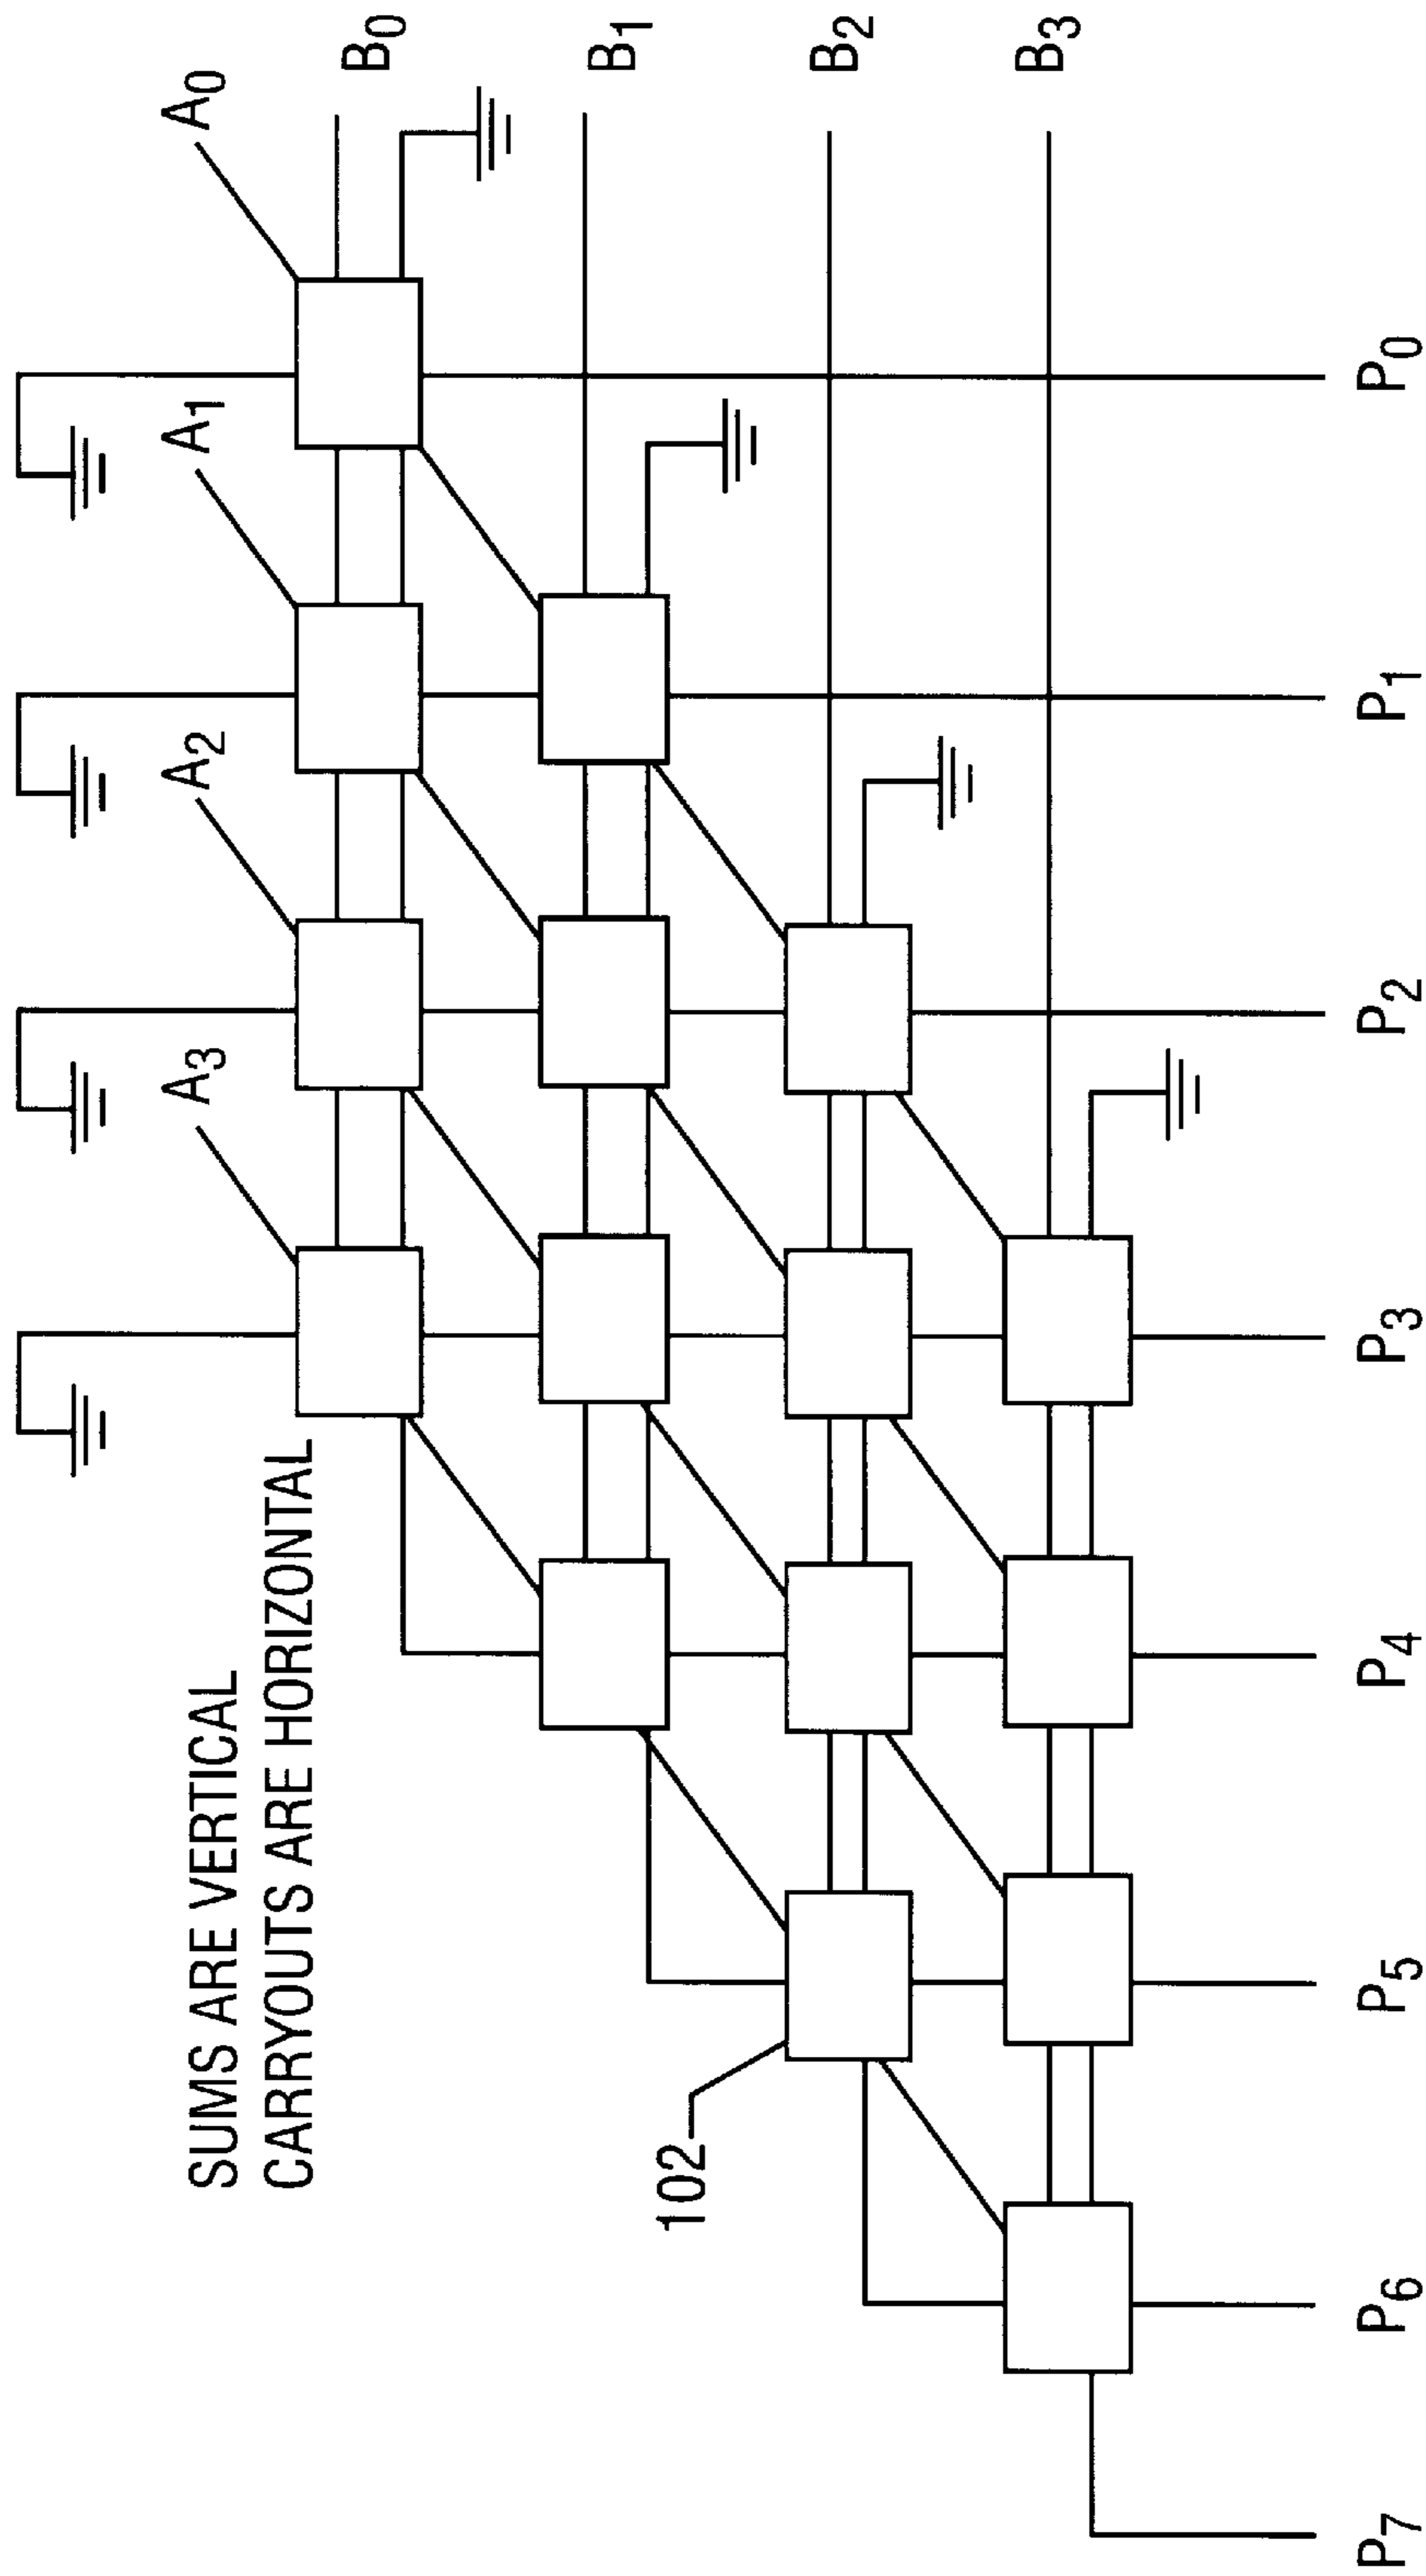 SUMS ARE VERTICAL
CARRYOUTS ARE HORIZONTAL
A3
A2
A1
A0
B0
B1
B2
B3
102
P7
P6
P5
P4
P3
P2
P1
P0